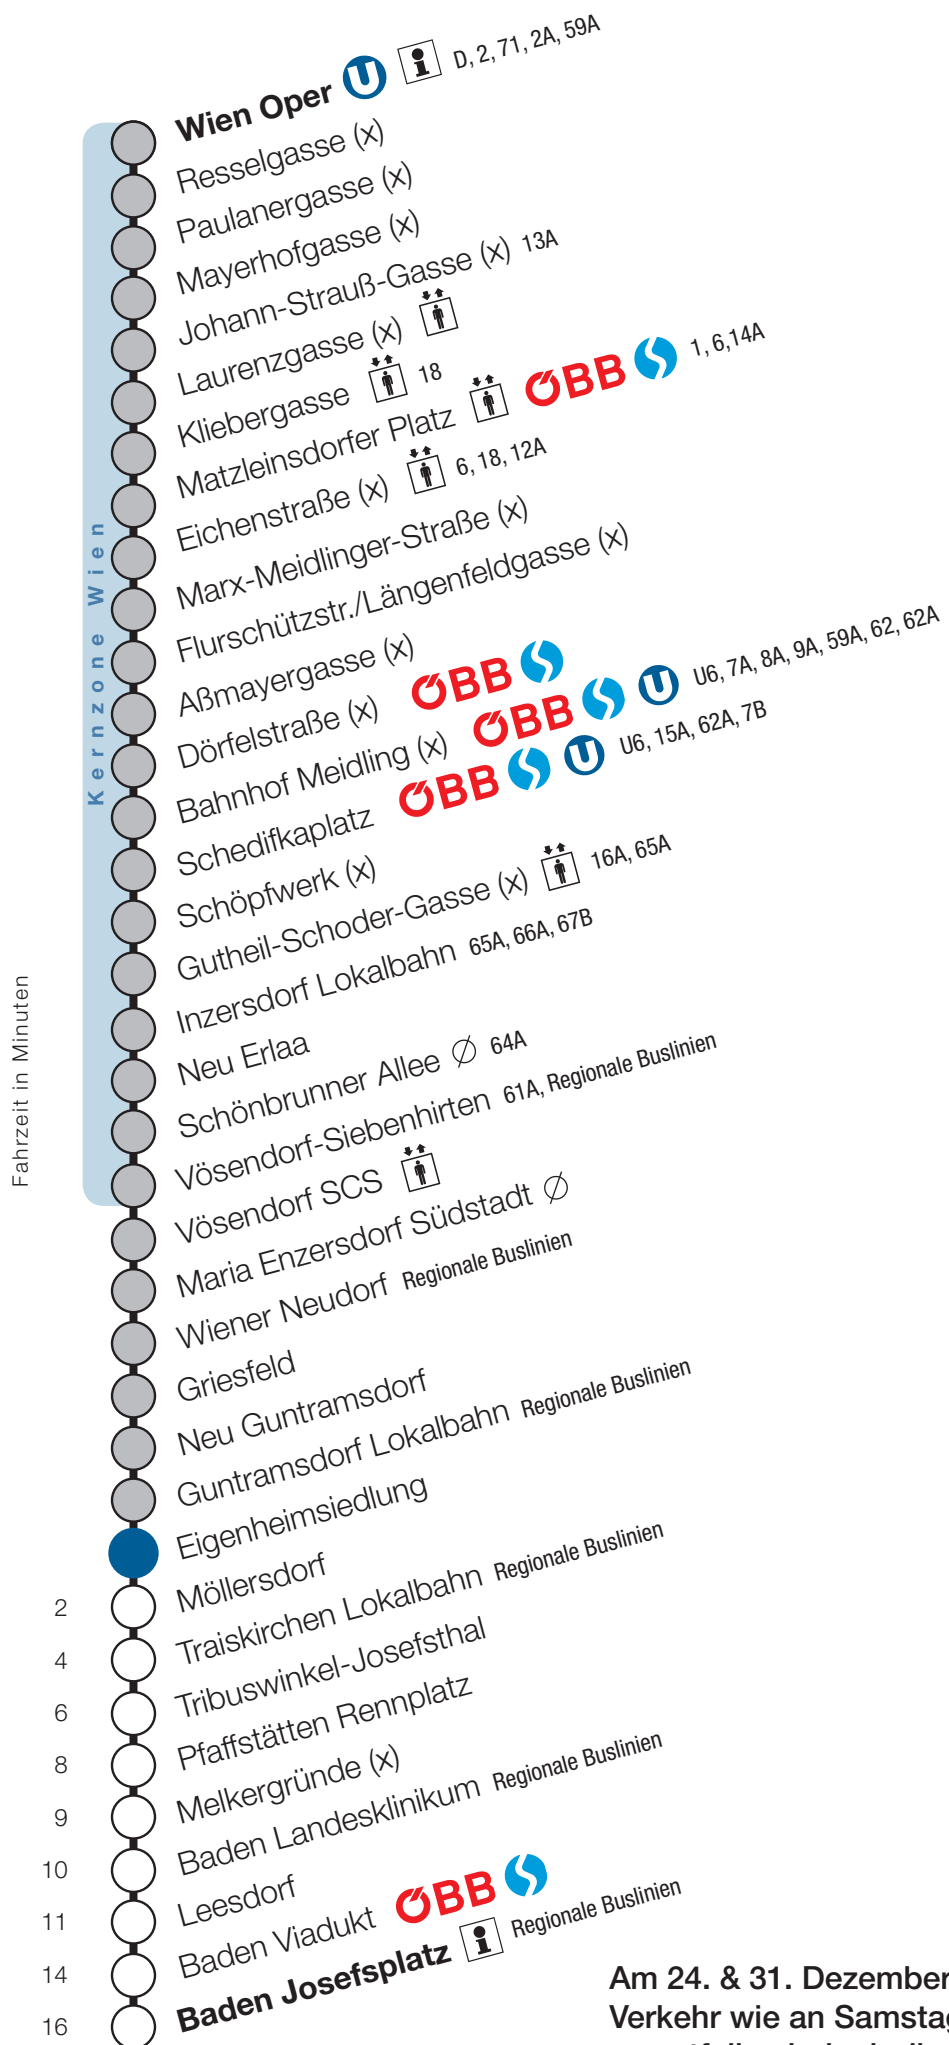 Wien Oper U i D, 2, 71, 2A, 59A
Resselgasse (x)
Paulanergasse (x)
Mayerhofgasse (x)
Johann-Strauß-Gasse (x) 13A
Laurenzgasse (x)
Kliebergasse 18
Matzleinsdorfer Platz ÖBB S 1, 6,14A
Eichenstraße (x) 6, 18, 12A
Marx-Meidlinger-Straße (x)
Flurschützstr./Längenfeldgasse (x)
Aßmayergasse (x)
Dörfelstraße (x) ÖBB S
Bahnhof Meidling (x) ÖBB S U U6, 7A, 8A, 9A, 59A, 62, 62A
Schedifkaplatz ÖBB S U U6, 15A, 62A, 7B
Schöpfwerk (x)
Gutheil-Schoder-Gasse (x) 16A, 65A
Inzersdorf Lokalbahn 65A, 66A, 67B
Neu Erlaa
Schönbrunner Allee ∅ 64A
Vösendorf-Siebenhirten 61A, Regionale Buslinien
Kernzone Wien
Fahrzeit in Minuten
Vösendorf SCS
Maria Enzersdorf Südstadt ∅
Wiener Neudorf Regionale Buslinien
Griesfeld
Neu Guntramsdorf
Guntramsdorf Lokalbahn Regionale Buslinien
Eigenheimsiedlung
2 Möllersdorf
4 Traiskirchen Lokalbahn Regionale Buslinien
6 Tribuswinkel-Josefsthal
8 Pfaffstätten Rennplatz
9 Melkergründe (x)
10 Baden Landesklinikum Regionale Buslinien
11 Leesdorf
14 Baden Viadukt ÖBB S
16 Baden Josefsplatz i Regionale Buslinien
Am 24. & 31. Dezember
Verkehr wie an Samstag